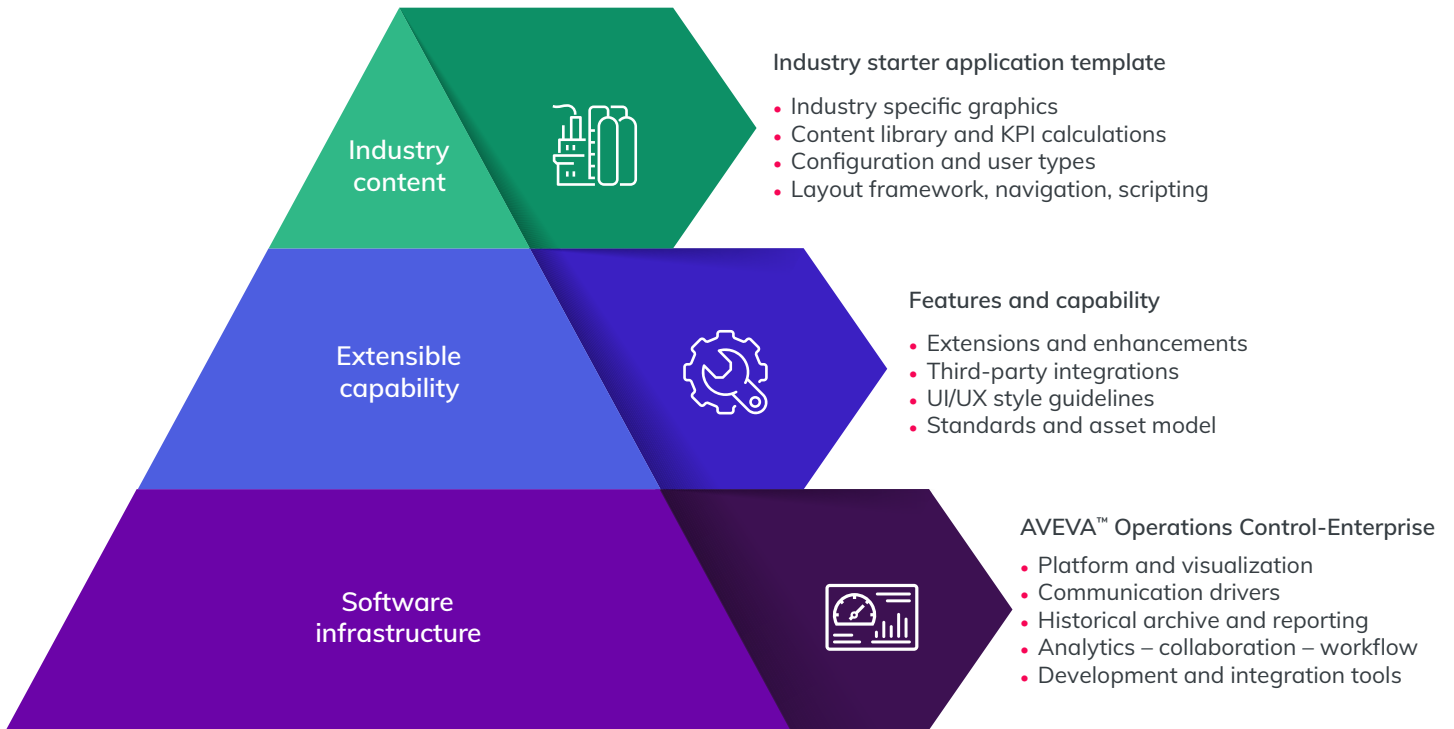 Industry
content
Industry starter application template
• Industry specific graphics
• Content library and KPI calculations
• Configuration and user types
• Layout framework, navigation, scripting
Extensible
capability
Features and capability
• Extensions and enhancements
• Third-party integrations
• UI/UX style guidelines
• Standards and asset model
Software
infrastructure
AVEVA™ Operations Control-Enterprise
• Platform and visualization
• Communication drivers
• Historical archive and reporting
• Analytics – collaboration – workflow
• Development and integration tools